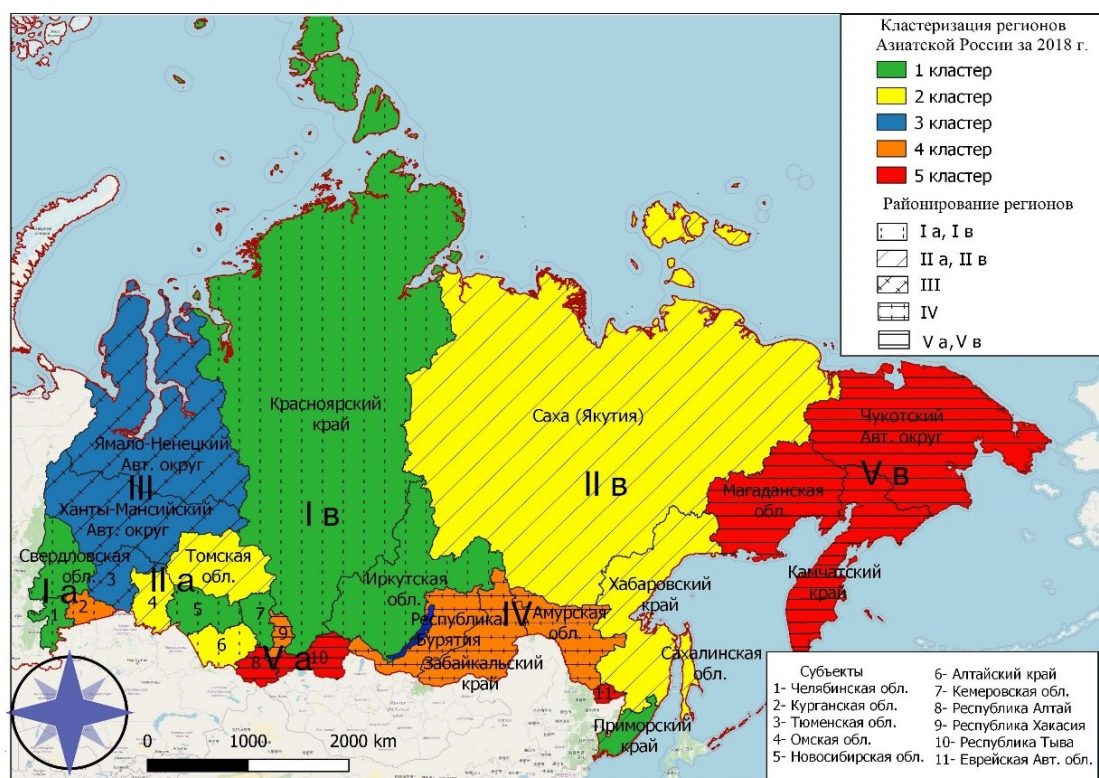 Кластеризация регионов
Азиатской России за 2018 г.
1 кластер
2 кластер
3 кластер
4 кластер
5 кластер
Районирование регионов
I а, I в
II а, II в
III
IV
V а, V в
Красноярский
край
Саха (Якутия)
Чукотский
Авт. округ
Ямало-Ненецкий
Авт. округ
III
Ханты-Мансийский
Авт. округ
I в
II в
Магаданская
обл.
V в
Свердловская
обл.
Томская
обл.
Иркутская
обл.
Хабаровский
край
Камчатский
край
I а
II а
1
2
3
4
5
6
7
8
9
10
11
V а
Республика
Бурятия
IV
Амурская
обл.
Забайкальский
край
Сахалинская
обл.
Приморский
край
0
1000
2000 km
Субъекты
1- Челябинская обл.
2- Курганская обл.
3- Тюменская обл.
4- Омская обл.
5- Новосибирская обл.
6- Алтайский край
7- Кемеровская обл.
8- Республика Алтай
9- Республика Хакасия
10- Республика Тыва
11- Еврейская Авт. обл.